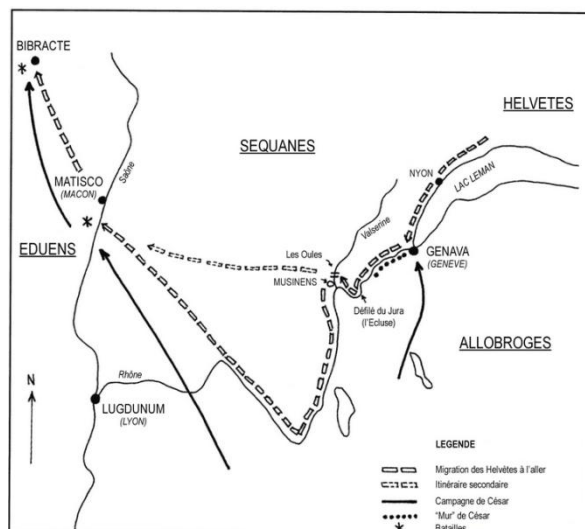 BIBRACTE
HELVETES
SEQUANES
Saône
MATISCO
(MACON)
NYON
LAC LEMAN
Valserine
EDUENS
Les Oules
MUSINENS
GENAVA
(GENEVE)
Défilé du Jura
(l'Ecluse)
ALLOBROGES
N
Rhône
LUGDUNUM
(LYON)
LEGENDE
Migration des Helvètes à l'aller
Itinéraire secondaire
Campagne de César
"Mur" de César
Batailles